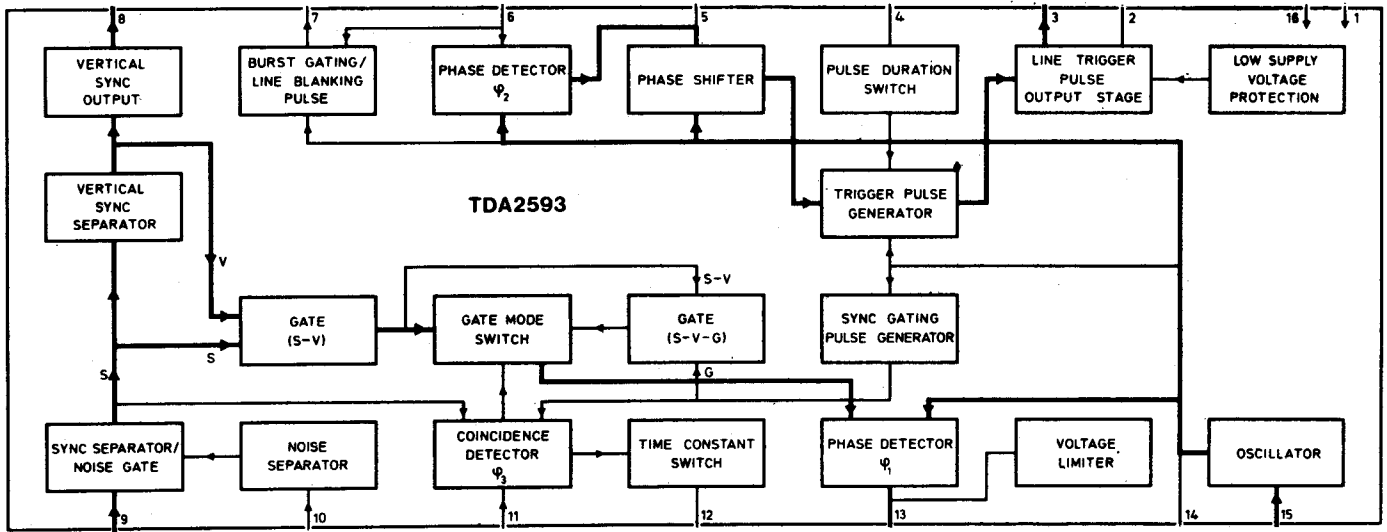 8
7
6
5
4
3
2
16
1
VERTICAL
SYNC
OUTPUT
BURST GATING/
LINE BLANKING
PULSE
PHASE DETECTOR
φ2
PHASE SHIFTER
PULSE DURATION
SWITCH
LINE TRIGGER
PULSE
OUTPUT STAGE
LOW SUPPLY
VOLTAGE
PROTECTION
VERTICAL
SYNC
SEPARATOR
TDA2593
TRIGGER PULSE
GENERATOR
V
S-V
GATE
(S-V)
GATE MODE
SWITCH
GATE
(S-V-G)
SYNC GATING
PULSE GENERATOR
S
S
G
SYNC SEPARATOR/
NOISE GATE
NOISE
SEPARATOR
COINCIDENCE
DETECTOR
φ3
TIME CONSTANT
SWITCH
PHASE DETECTOR
φ1
VOLTAGE
LIMITER
OSCILLATOR
9
10
11
12
13
14
15